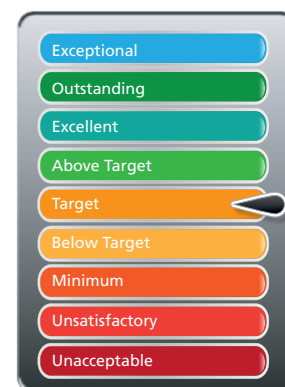 Exceptional
Outstanding
Excellent
Above Target
Target
Below Target
Minimum
Unsatisfactory
Unacceptable